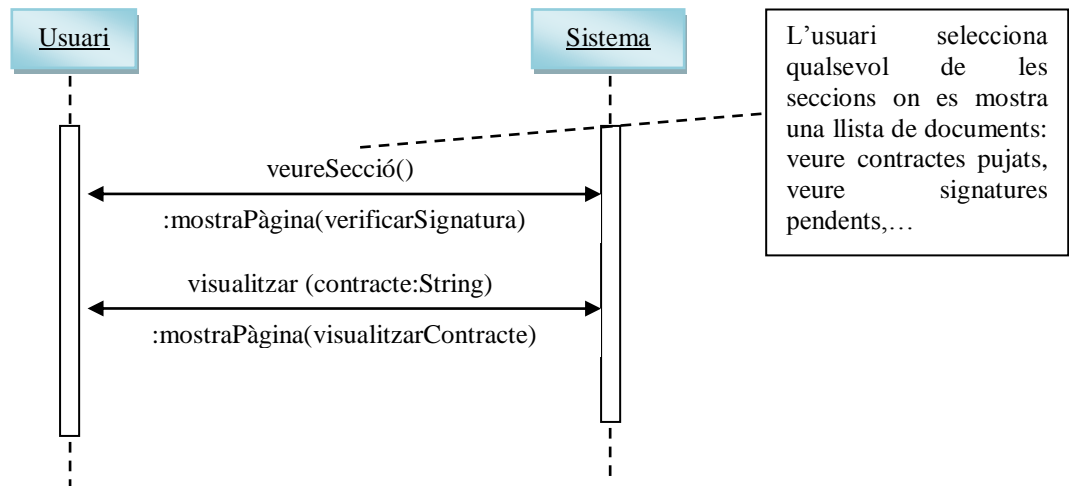 Usuari
Sistema
L’usuari selecciona
qualsevol de les
seccions on es mostra
una llista de documents:
veure contractes pujats,
veure signatures
pendents,…
veureSecció()
:mostraPàgina(verificarSignatura)
visualitzar (contracte:String)
:mostraPàgina(visualitzarContracte)